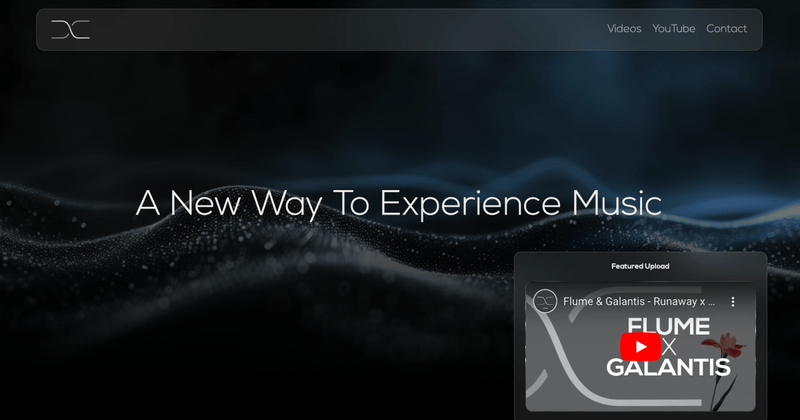 Videos YouTube Contact
A New Way To Experience Music
Featured Upload
Flume & Galantis - Runaway x ...
FLUME
X
GALANTIS